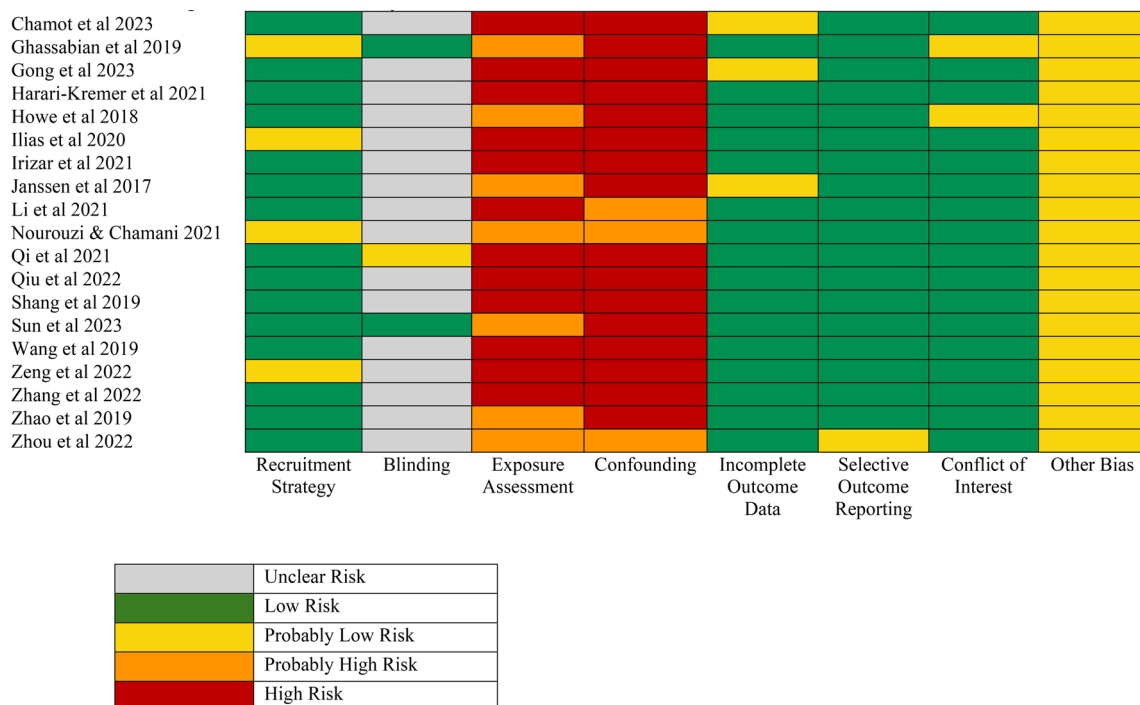 Chamot et al 2023
Ghassabian et al 2019
Gong et al 2023
Harari-Kremer et al 2021
Howe et al 2018
Ilias et al 2020
Irizar et al 2021
Janssen et al 2017
Li et al 2021
Nourouzi & Chamani 2021
Qi et al 2021
Qiu et al 2022
Shang et al 2019
Sun et al 2023
Wang et al 2019
Zeng et al 2022
Zhang et al 2022
Zhao et al 2019
Zhou et al 2022
Recruitment
Strategy
Blinding
Exposure
Assessment
Confounding
Incomplete
Outcome
Data
Selective
Outcome
Reporting
Conflict of
Interest
Other Bias
Unclear Risk
Low Risk
Probably Low Risk
Probably High Risk
High Risk